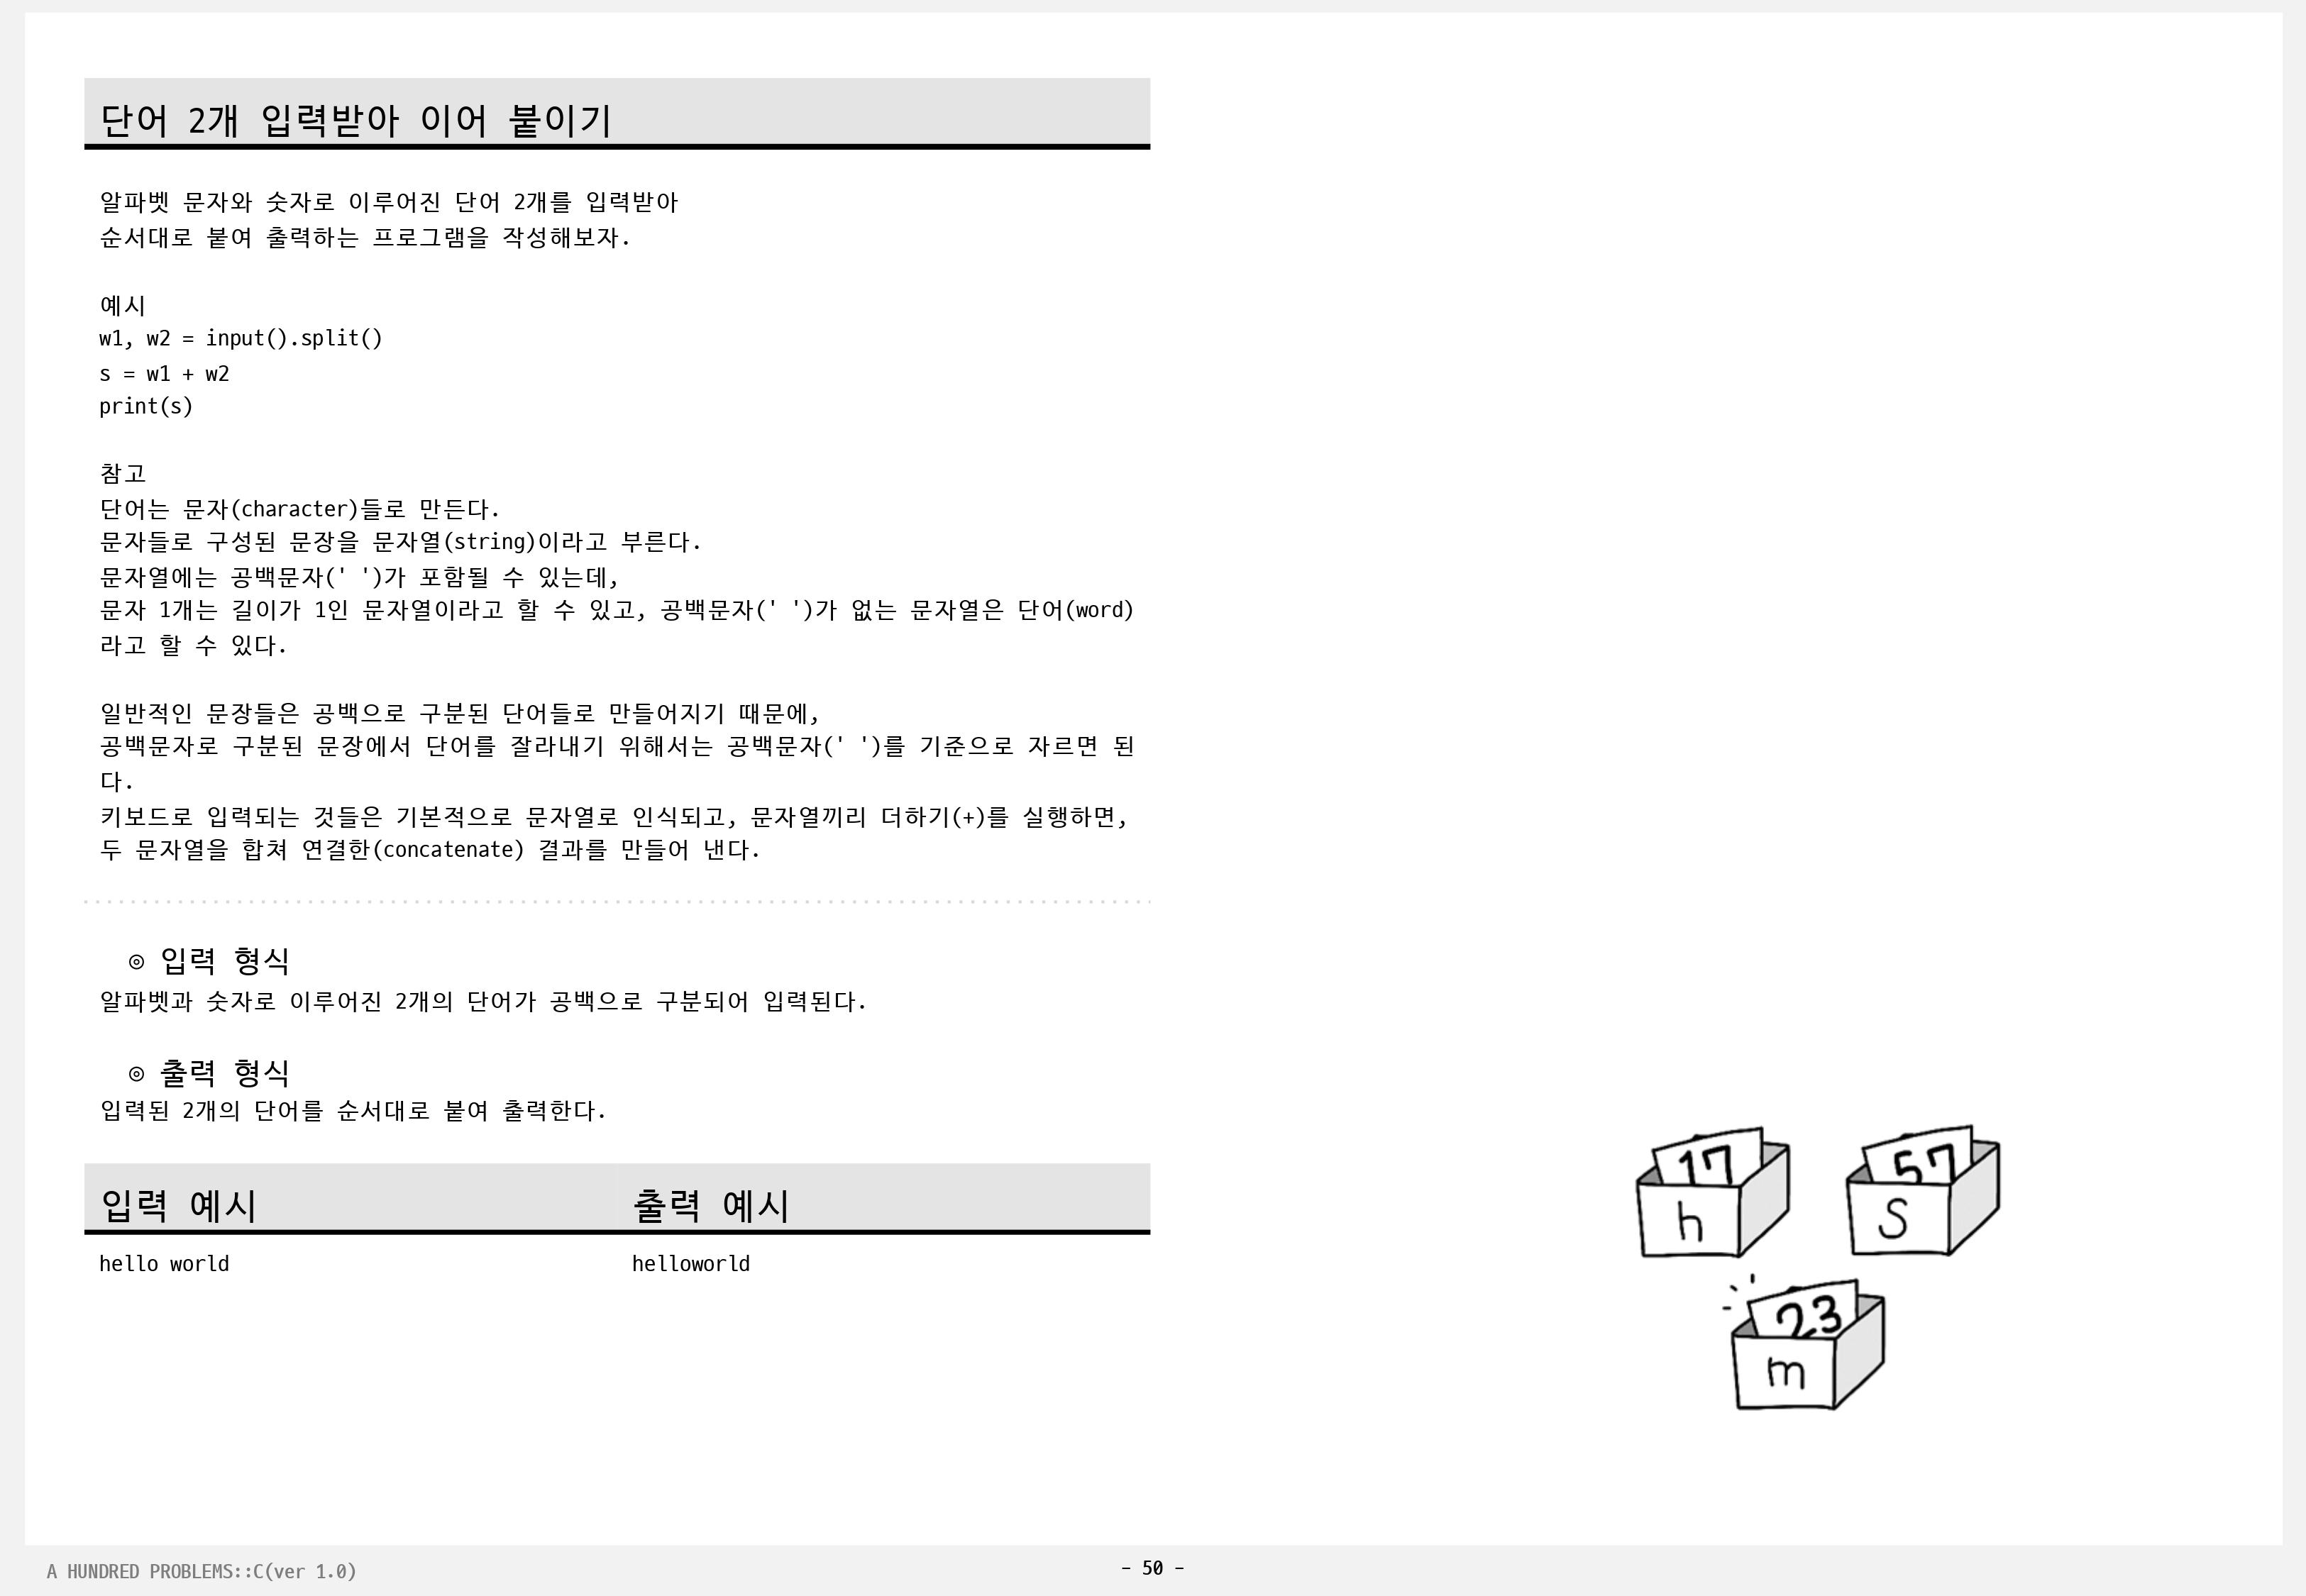 단어 2개 입력받아 이어 붙이기
알파벳 문자와 숫자로 이루어진 단어 2개를 입력받아
순서대로 붙여 출력하는 프로그램을 작성해보자.
예시
w1, w2 = input().split()
s = w1 + w2
print(s)
참고
단어는 문자(character)들로 만든다.
문자들로 구성된 문장을 문자열(string)이라고 부른다.
문자열에는 공백문자(' ')가 포함될 수 있는데,
문자 1개는 길이가 1인 문자열이라고 할 수 있고, 공백문자(' ')가 없는 문자열은 단어(word)
라고 할 수 있다.
일반적인 문장들은 공백으로 구분된 단어들로 만들어지기 때문에,
공백문자로 구분된 문장에서 단어를 잘라내기 위해서는 공백문자(' ')를 기준으로 자르면 된
다.
키보드로 입력되는 것들은 기본적으로 문자열로 인식되고, 문자열끼리 더하기(+)를 실행하면,
두 문자열을 합쳐 연결한(concatenate) 결과를 만들어 낸다.
◎ 입력 형식
알파벳과 숫자로 이루어진 2개의 단어가 공백으로 구분되어 입력된다.
◎ 출력 형식
입력된 2개의 단어를 순서대로 붙여 출력한다.
입력 예시 출력 예시
hello world helloworld
17 57
h S
23
m
A HUNDRED PROBLEMS::C(ver 1.0) - 50 -